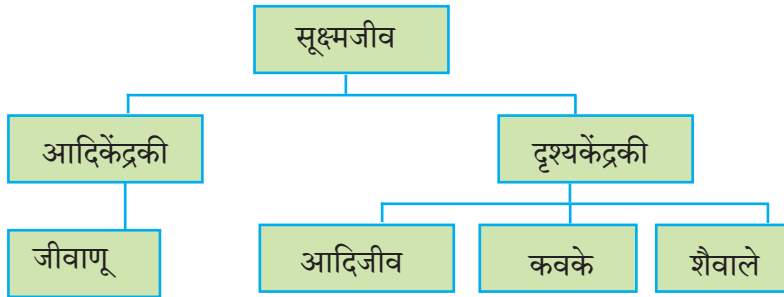 सूक्ष्मजीव
आदिकेंद्रकी
दृश्यकेंद्रकी
जीवाणू
आदिजीव
कवके
शैवाले